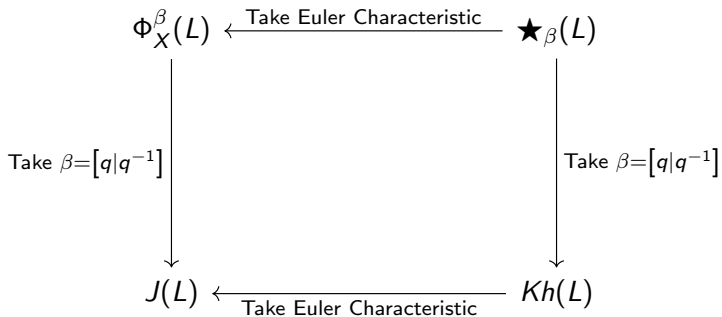 Φ_X^β(L) Take Euler Characteristic ★_β(L)
Take β=[q|q⁻¹] Take β=[q|q⁻¹]
J(L) Take Euler Characteristic Kh(L)